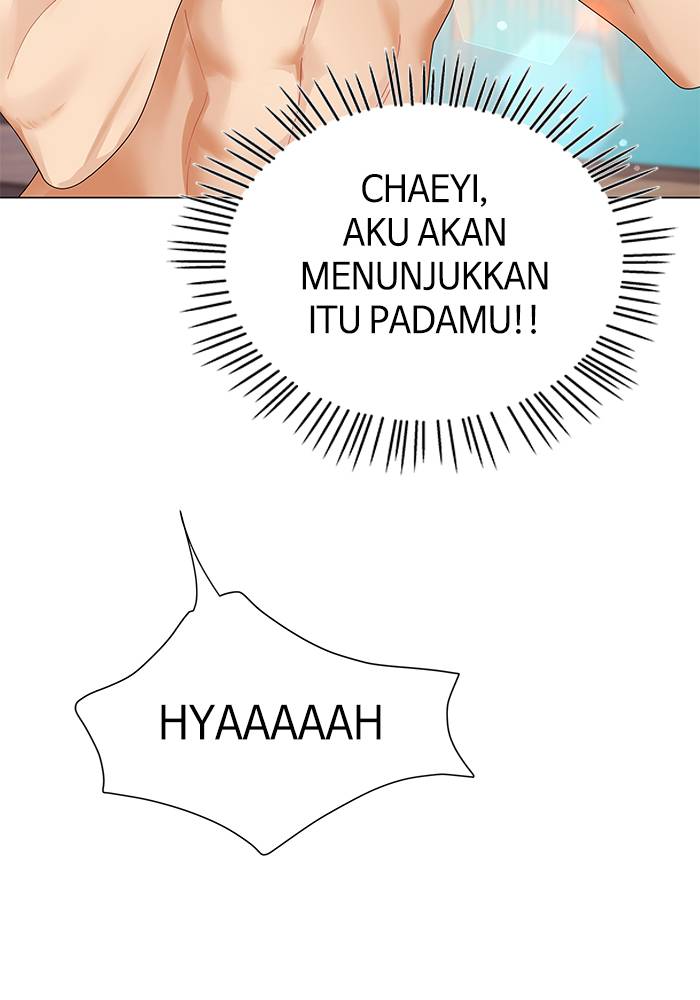 CHAEYI,
AKU AKAN
MENUNJUKKAN
ITU PADAMU!!
HYAAAAAH